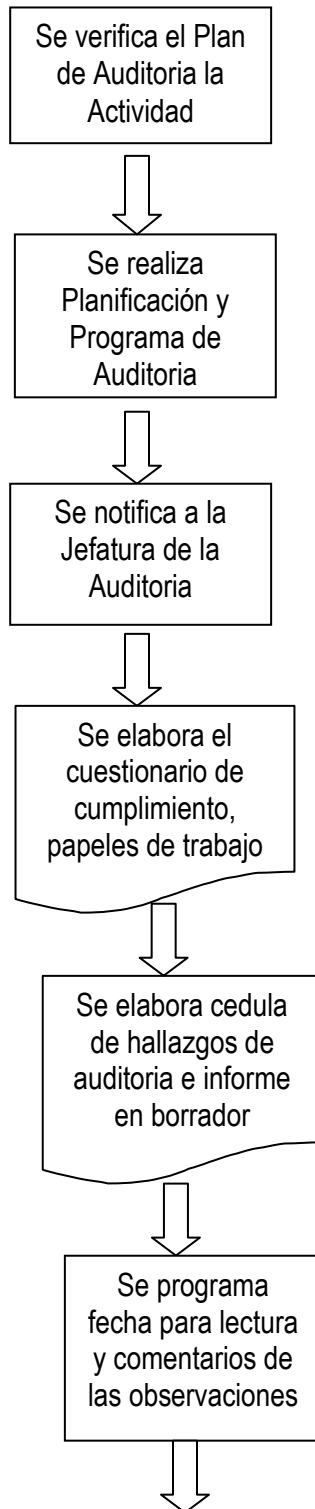 Se verifica el Plan
de Auditoria la
Actividad
Se realiza
Planificación y
Programa de
Auditoria
Se notifica a la
Jefatura de la
Auditoria
Se elabora el
cuestionario de
cumplimiento,
papeles de trabajo
Se elabora cedula
de hallazgos de
auditoria e informe
en borrador
Se programa
fecha para lectura
y comentarios de
las observaciones